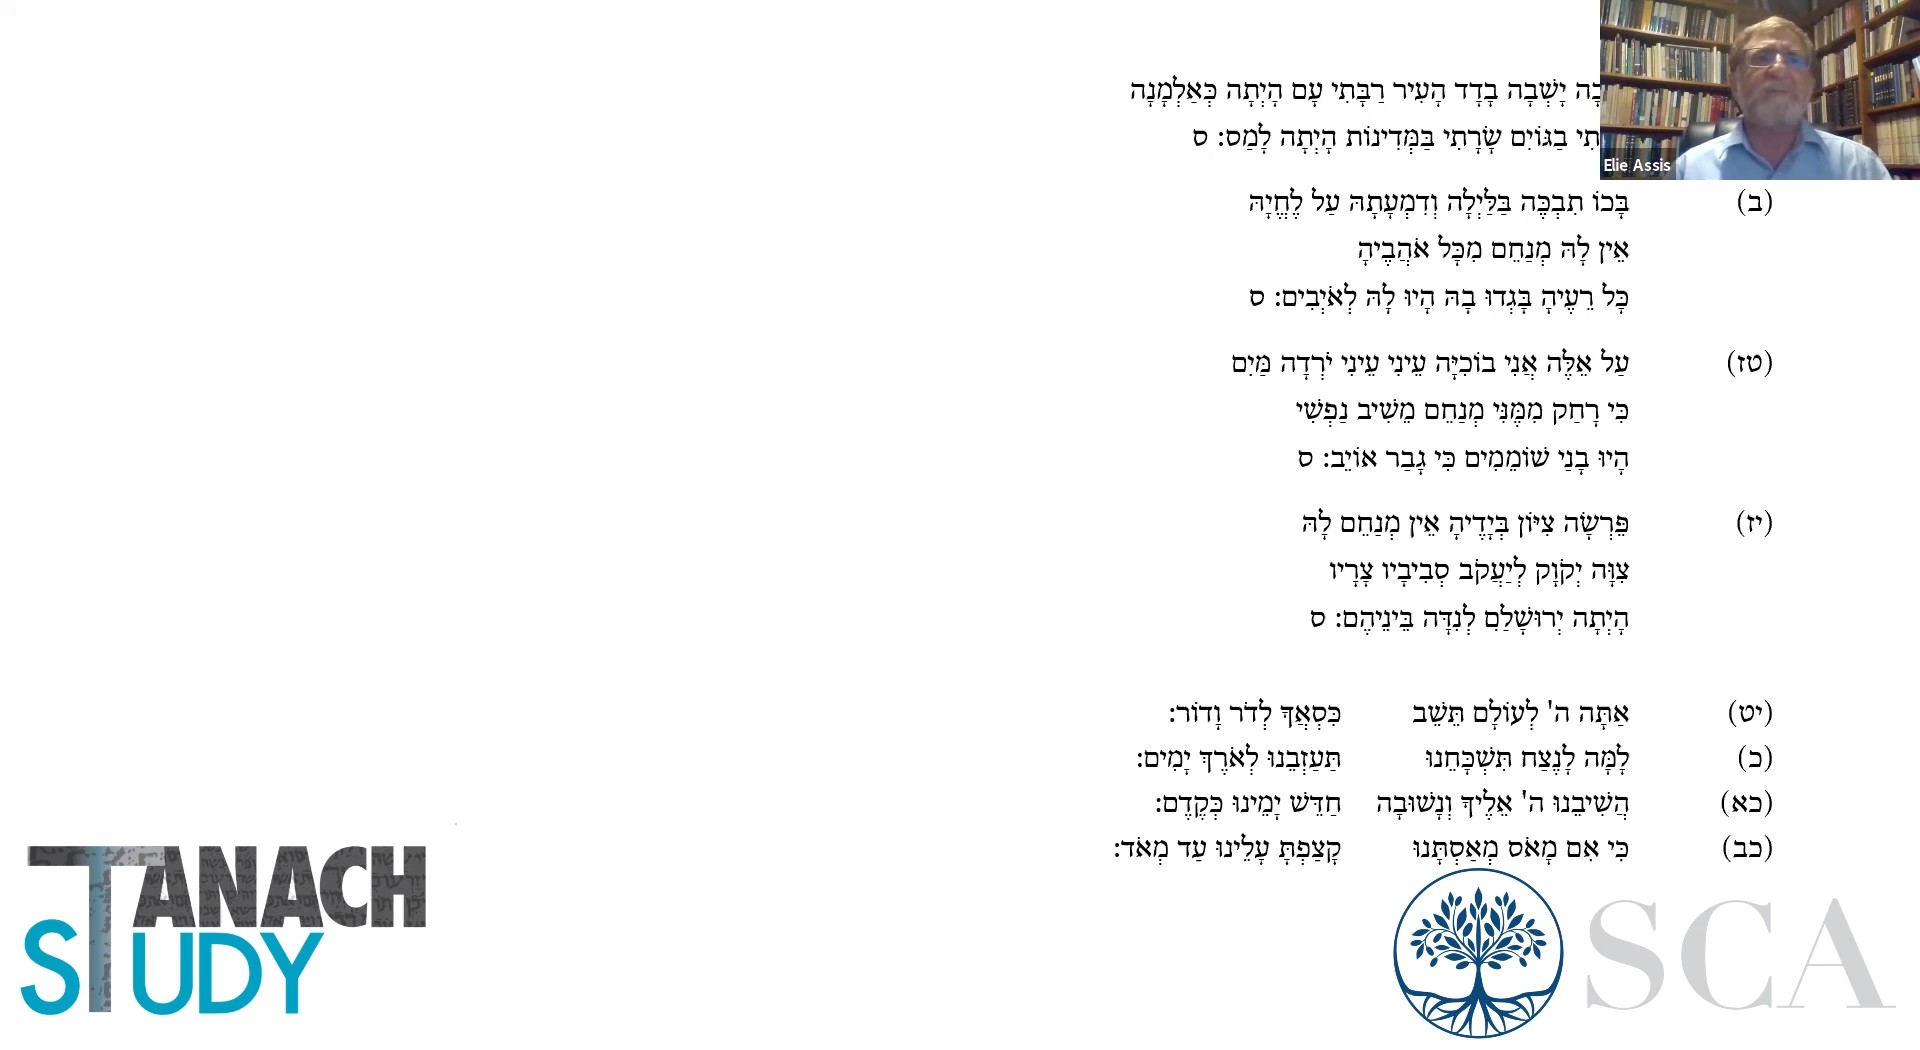 יָשְׁבָה בָדָד הָעִיר רַבָּתִי עָם הָיְתָה כְּאַלְמָנָה
בַגּוֹיִם שָׂרָתִי בַּמְּדִינוֹת הָיְתָה לָמַס: ס
Elie Assis
(ב) בָּכוֹ תִבְכֶּה בַּלַּיְלָה וְדִמְעָתָהּ עַל לֶחֱיָהּ
אֵין לָהּ מְנַחֵם מִכָּל אֹהֲבֶיהָ
כָּל רֵעֶיהָ בָּגְדוּ בָהּ הָיוּ לָהּ לְאֹיְבִים: ס
(טז) עַל אֵלֶּה אֲנִי בוֹכִיָּה עֵינִי עֵינִי יֹרְדָה מַּיִם
כִּי רָחַק מִמֶּנִּי מְנַחֵם מֵשִׁיב נַפְשִׁי
הָיוּ בָנַי שׁוֹמֵמִים כִּי גָבַר אוֹיֵב: ס
(יז) פֵּרְשָׂה צִיּוֹן בְּיָדֶיהָ אֵין מְנַחֵם לָהּ
צִוָּה יְקֹוָק לְיַעֲקֹב סְבִיבָיו צָרָיו
הָיְתָה יְרוּשָׁלִַם לְנִדָּה בֵּינֵיהֶם: ס
(יט) אַתָּה ה' לְעוֹלָם תֵּשֵׁב כִּסְאֲךָ לְדֹר וָדוֹר:
(כ) לָמָּה לָנֶצַח תִּשְׁכָּחֵנוּ תַּעַזְבֵנוּ לְאֹרֶךְ יָמִים:
(כא) הֲשִׁיבֵנוּ ה' אֵלֶיךָ וְנָשׁוּבָה חַדֵּשׁ יָמֵינוּ כְּקֶדֶם:
(כב) כִּי אִם מָאֹס מְאַסְתָּנוּ קָצַפְתָּ עָלֵינוּ עַד מְאֹד:
TANACH
STUDY
SCA